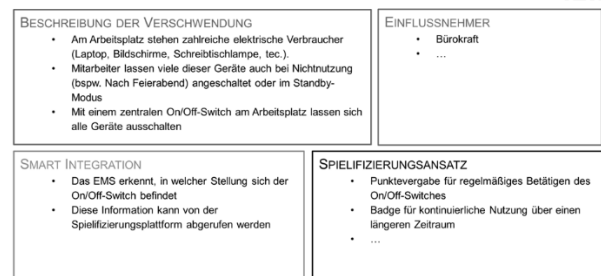 BESCHREIBUNG DER VERSCHWENDUNG
• Am Arbeitsplatz stehen zahlreiche elektrische Verbraucher
(Laptop, Bildschirme, Schreibtischlampe, tec.).
• Mitarbeiter lassen viele dieser Geräte auch bei Nichtnutzung
(bspw. Nach Feierabend) angeschaltet oder im Standby-
Modus
• Mit einem zentralen On/Off-Switch am Arbeitsplatz lassen sich
alle Geräte ausschalten
EINFLUSSNEHMER
• Bürokraft
• …
SMART INTEGRATION
• Das EMS erkennt, in welcher Stellung sich der
On/Off-Switch befindet
• Diese Information kann von der
Spielifizierungsplattform abgerufen werden
SPIELIFIZIERUNGSANSATZ
• Punktevergabe für regelmäßiges Betätigen des
On/Off-Switches
• Badge für kontinuierliche Nutzung über einen
längeren Zeitraum
• …